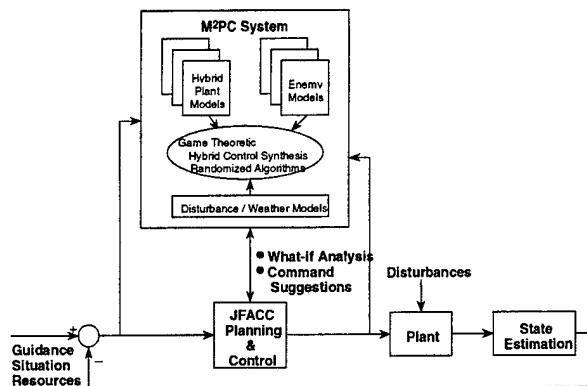 M²PC System
Hybrid
Plant
Models
Enemy
Models
Game Theoretic
Hybrid Control Synthesis
Randomized Algorithms
Disturbance / Weather Models
● What-if Analysis
● Command
Suggestions
Disturbances
JFACC
Planning
&
Control
Plant
State
Estimation
+
−
Guidance
Situation
Resources